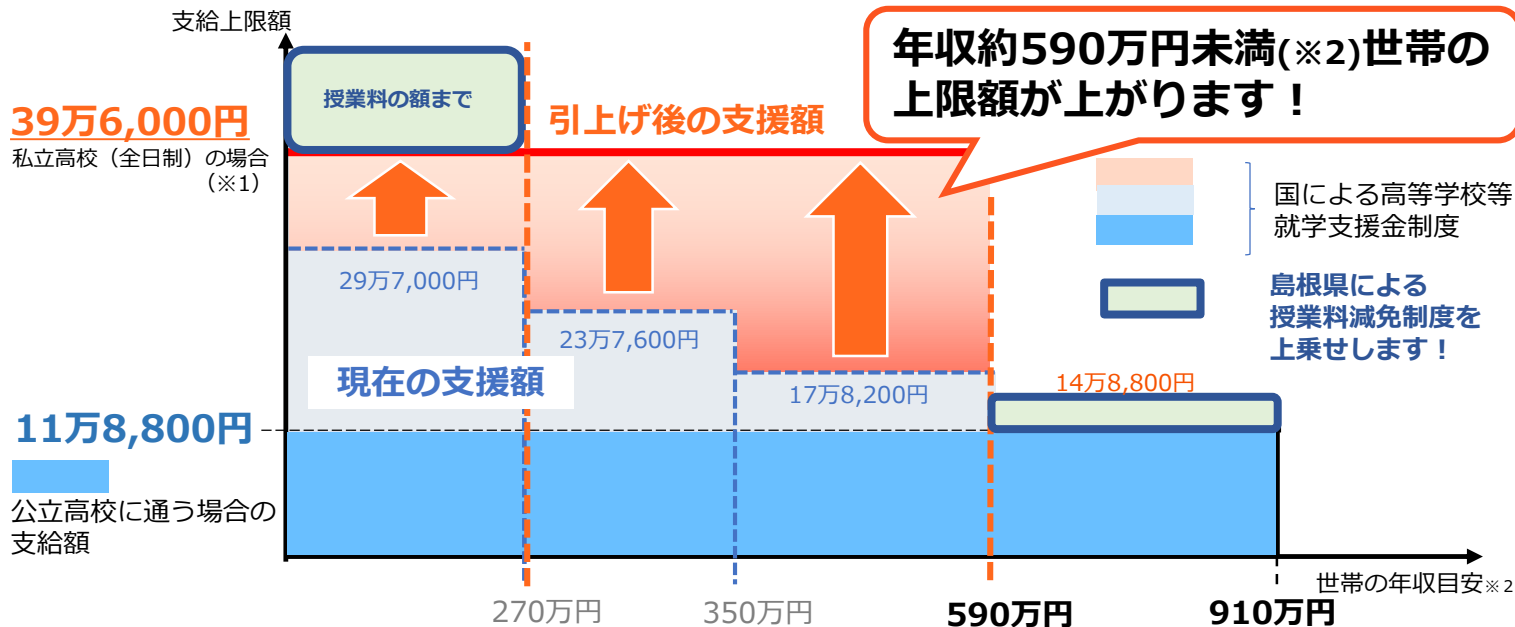 支給上限額
年収約590万円未満(※2)世帯の
上限額が上がります！
授業料の額まで
39万6,000円
引上げ後の支援額
私立高校（全日制）の場合
（※1）
国による高等学校等
就学支援金制度
29万7,000円
島根県による
授業料減免制度を
上乗せします！
23万7,600円
現在の支援額
17万8,200円
14万8,800円
11万8,800円
公立高校に通う場合の
支給額
世帯の年収目安※2
270万円
350万円
590万円
910万円